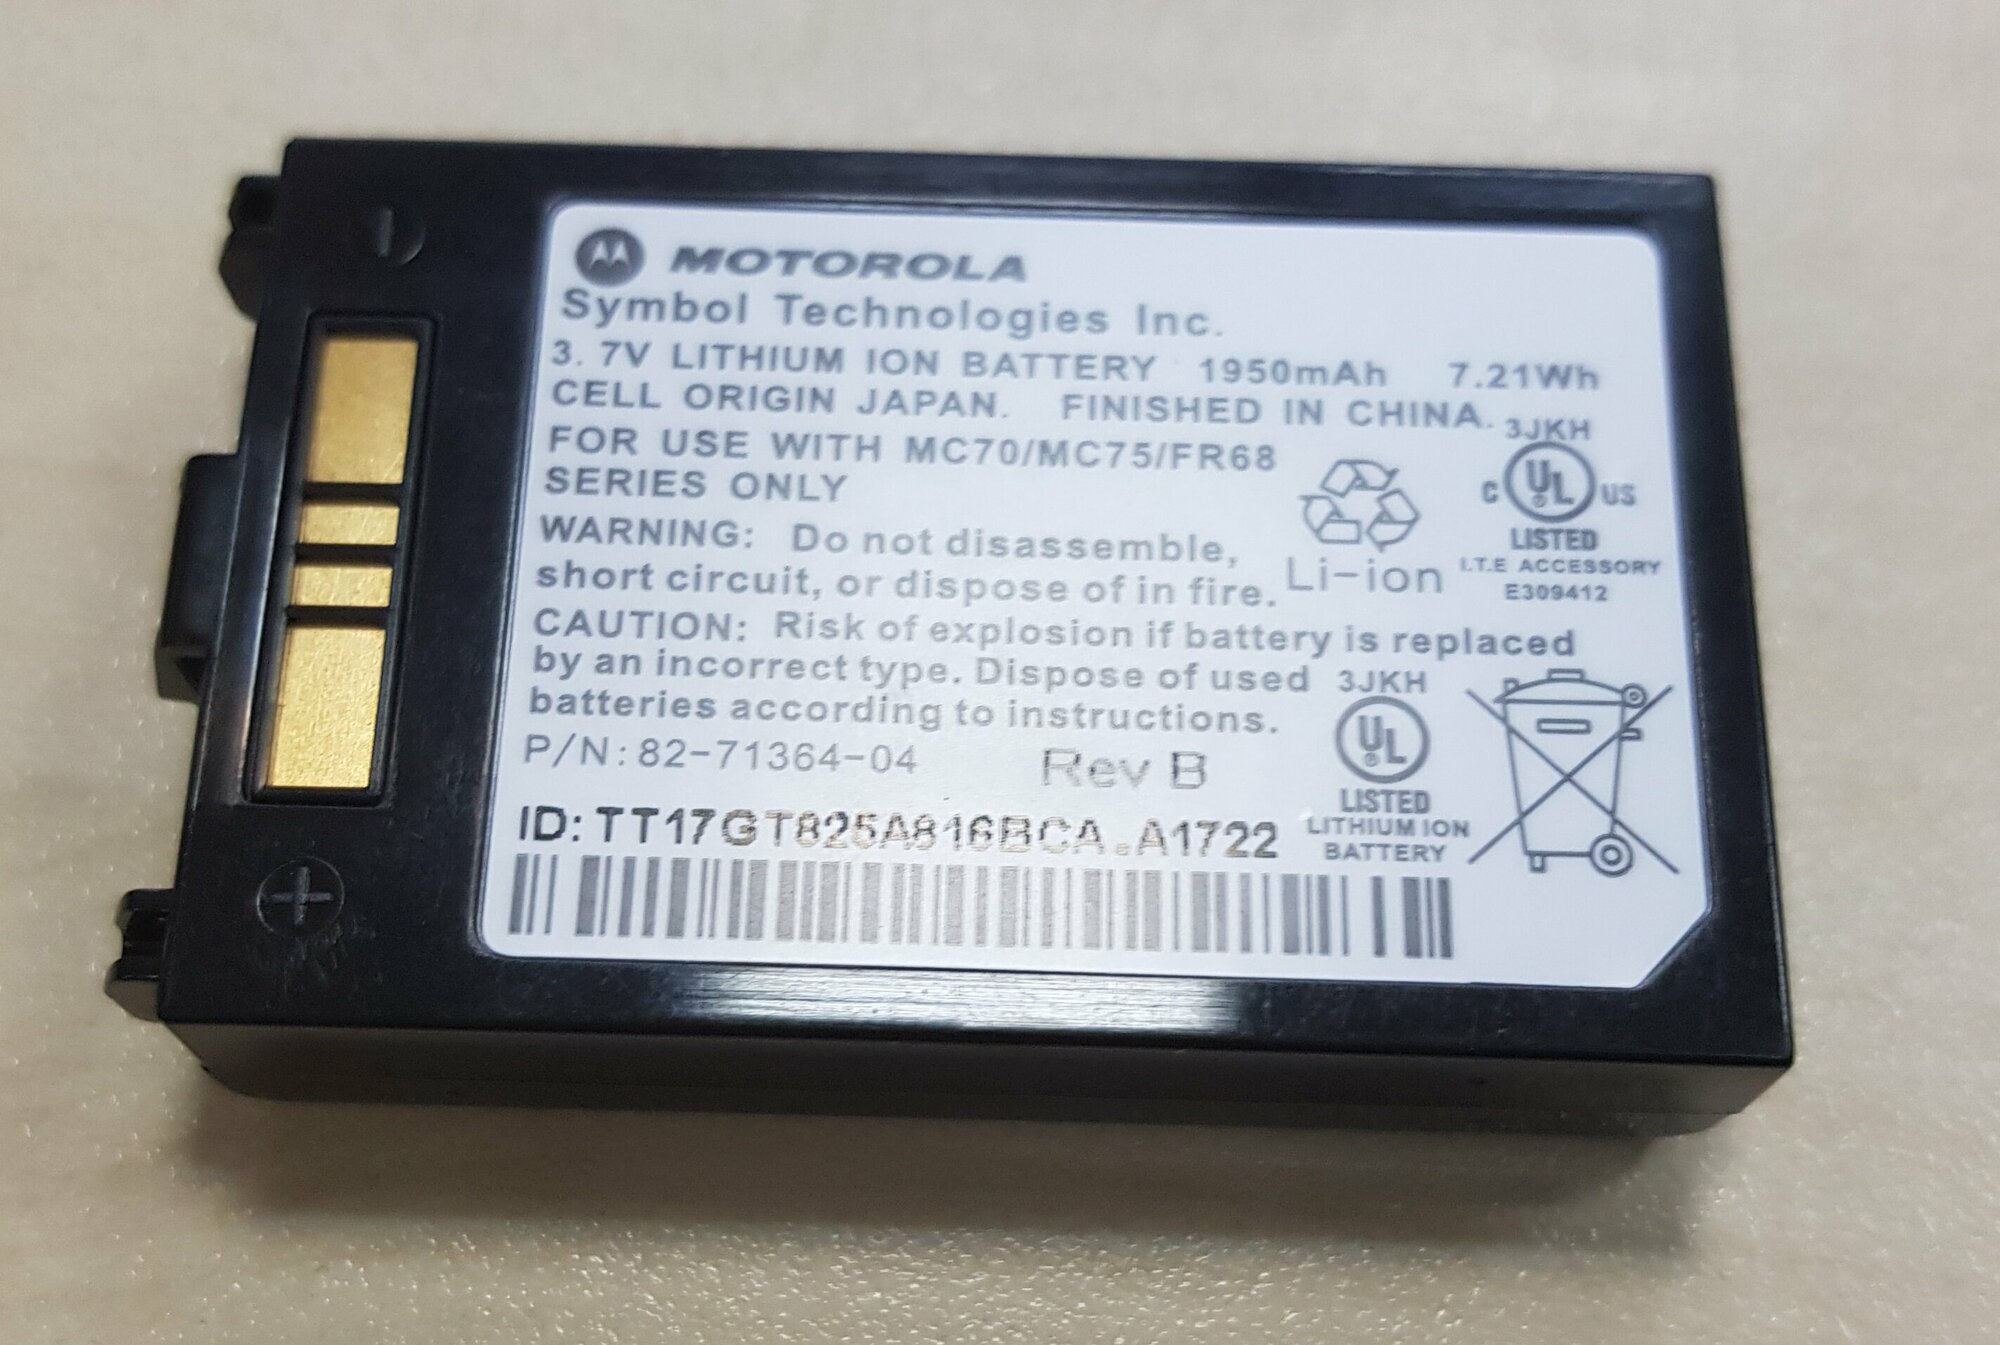 MOTOROLA
Symbol Technologies Inc.
3.7V LITHIUM ION BATTERY 1950mAh 7.21Wh
CELL ORIGIN JAPAN. FINISHED IN CHINA.
FOR USE WITH MC70/MC75/FR68
SERIES ONLY
3JKH
C UL US
LISTED
I.T.E ACCESSORY
E309412
WARNING: Do not disassemble,
short circuit, or dispose of in fire.
Li-ion
CAUTION: Risk of explosion if battery is replaced
by an incorrect type. Dispose of used
batteries according to instructions.
3JKH
UL
LISTED
LITHIUM ION
BATTERY
P/N: 82-71364-04 Rev B
ID: TT17GT825A816BCA.A1722